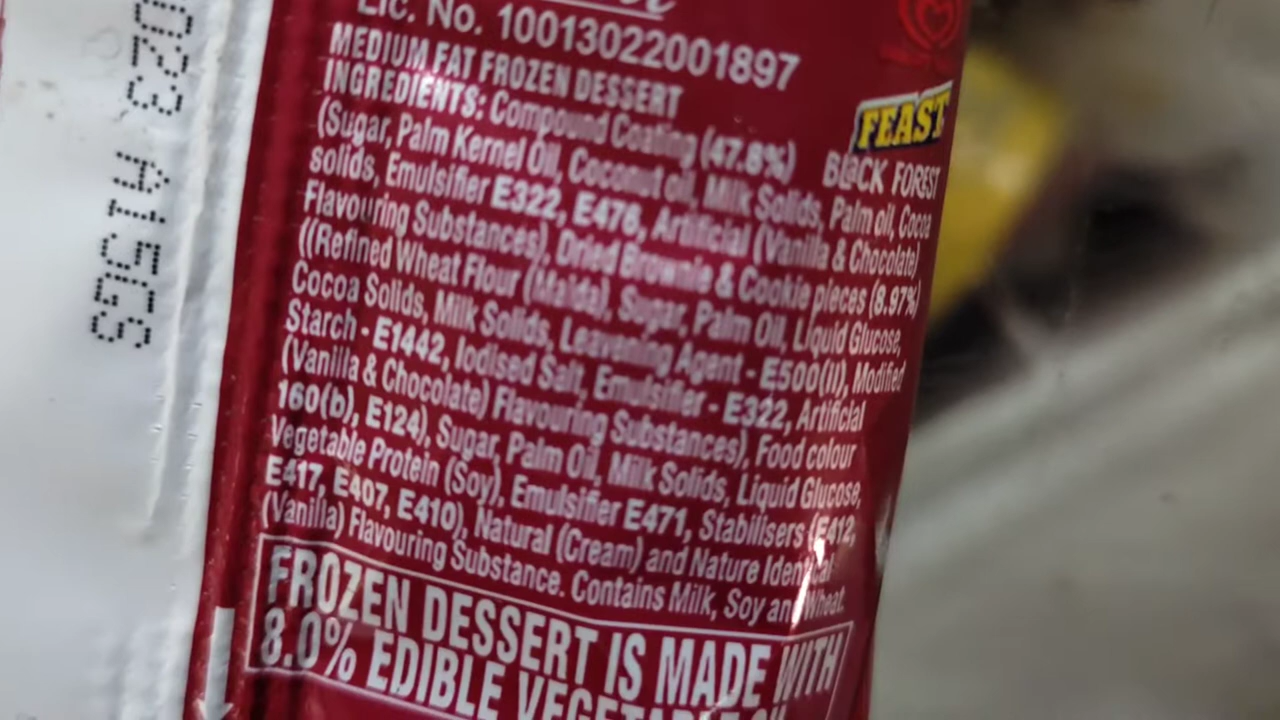 Lic. No. 10013022001897
MEDIUM FAT FROZEN DESSERT
INGREDIENTS: Compound Coating (47.8%)
(Sugar, Palm Kernel Oil, Coconut oil, Milk Solids, Palm oil, Cocoa
solids, Emulsifier E322, E476, Artificial (Vanilla & Chocolate)
Flavouring Substances), Dried Brownie & Cookie pieces (8.97%)
((Refined Wheat Flour (Maida), Sugar, Palm Oil, Liquid Glucose,
Cocoa Solids, Milk Solids, Leavening Agent - E500(II), Modified
Starch - E1442, Iodised Salt, Emulsifier - E322, Artificial
(Vanilla & Chocolate) Flavouring Substances), Food colour
160(b), E124), Sugar, Palm Oil, Milk Solids, Liquid Glucose,
Vegetable Protein (Soy), Emulsifier E471, Stabilisers (E412,
E417, E407, E410), Natural (Cream) and Nature Identical
(Vanilla) Flavouring Substance. Contains Milk, Soy and Wheat.
FROZEN DESSERT IS MADE WITH
8.0% EDIBLE VEGETABLE
FEAST
BLACK FOREST
023 A15GS